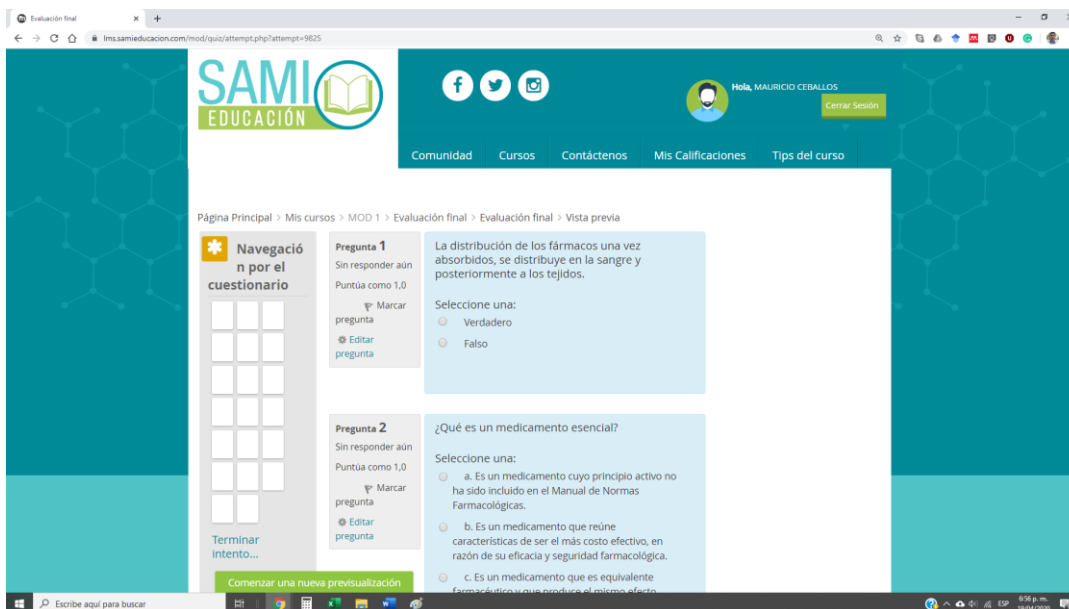 Evaluación final
lms.samieducacion.com/mod/quiz/attempt.php?attempt=9825
SAMI
EDUCACIÓN
Hola, MAURICIO CEBALLOS
Cerrar Sesión
Comunidad Cursos Contáctenos Mis Calificaciones Tips del curso
Página Principal > Mis cursos > MOD 1 > Evaluación final > Evaluación final > Vista previa
Navegació
n por el
cuestionario
Terminar
intento...
Comenzar una nueva previsualización
Pregunta 1
Sin responder aún
Puntúa como 1,0
Marcar
pregunta
Editar
pregunta
La distribución de los fármacos una vez
absorbidos, se distribuye en la sangre y
posteriormente a los tejidos.
Seleccione una:
Verdadero
Falso
Pregunta 2
Sin responder aún
Puntúa como 1,0
Marcar
pregunta
Editar
pregunta
¿Qué es un medicamento esencial?
Seleccione una:
a. Es un medicamento cuyo principio activo no
ha sido incluido en el Manual de Normas
Farmacológicas.
b. Es un medicamento que reúne
características de ser el más costo efectivo, en
razón de su eficacia y seguridad farmacológica.
c. Es un medicamento que es equivalente
farmacéutico y que produce el mismo efecto
Escribe aquí para buscar
ESP
6:56 p. m.